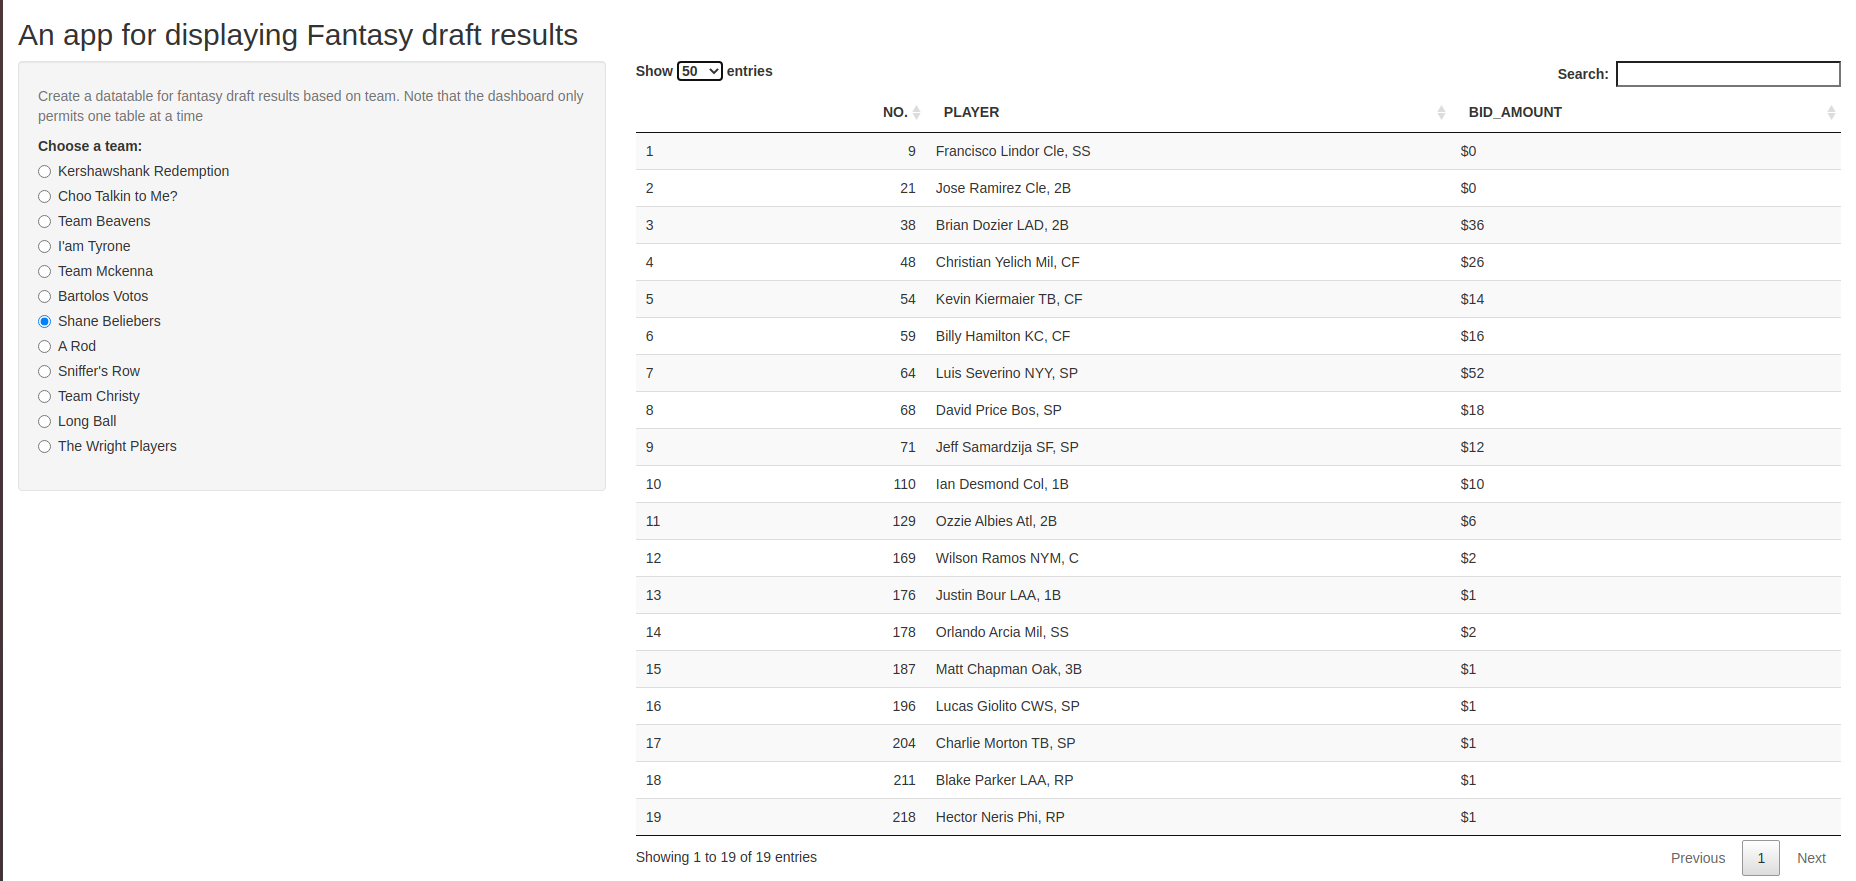 An app for displaying Fantasy draft results
Create a datatable for fantasy draft results based on team. Note that the dashboard only
permits one table at a time
Choose a team:
Kershawshank Redemption
Choo Talkin to Me?
Team Beavens
I'am Tyrone
Team Mckenna
Bartolos Votos
Shane Beliebers
A Rod
Sniffer's Row
Team Christy
Long Ball
The Wright Players
Show 50 entries
Search:
NO. PLAYER BID_AMOUNT
1 9 Francisco Lindor Cle, SS $0
2 21 Jose Ramirez Cle, 2B $0
3 38 Brian Dozier LAD, 2B $36
4 48 Christian Yelich Mil, CF $26
5 54 Kevin Kiermaier TB, CF $14
6 59 Billy Hamilton KC, CF $16
7 64 Luis Severino NYY, SP $52
8 68 David Price Bos, SP $18
9 71 Jeff Samardzija SF, SP $12
10 110 Ian Desmond Col, 1B $10
11 129 Ozzie Albies Atl, 2B $6
12 169 Wilson Ramos NYM, C $2
13 176 Justin Bour LAA, 1B $1
14 178 Orlando Arcia Mil, SS $2
15 187 Matt Chapman Oak, 3B $1
16 196 Lucas Giolito CWS, SP $1
17 204 Charlie Morton TB, SP $1
18 211 Blake Parker LAA, RP $1
19 218 Hector Neris Phi, RP $1
Showing 1 to 19 of 19 entries
Previous 1 Next